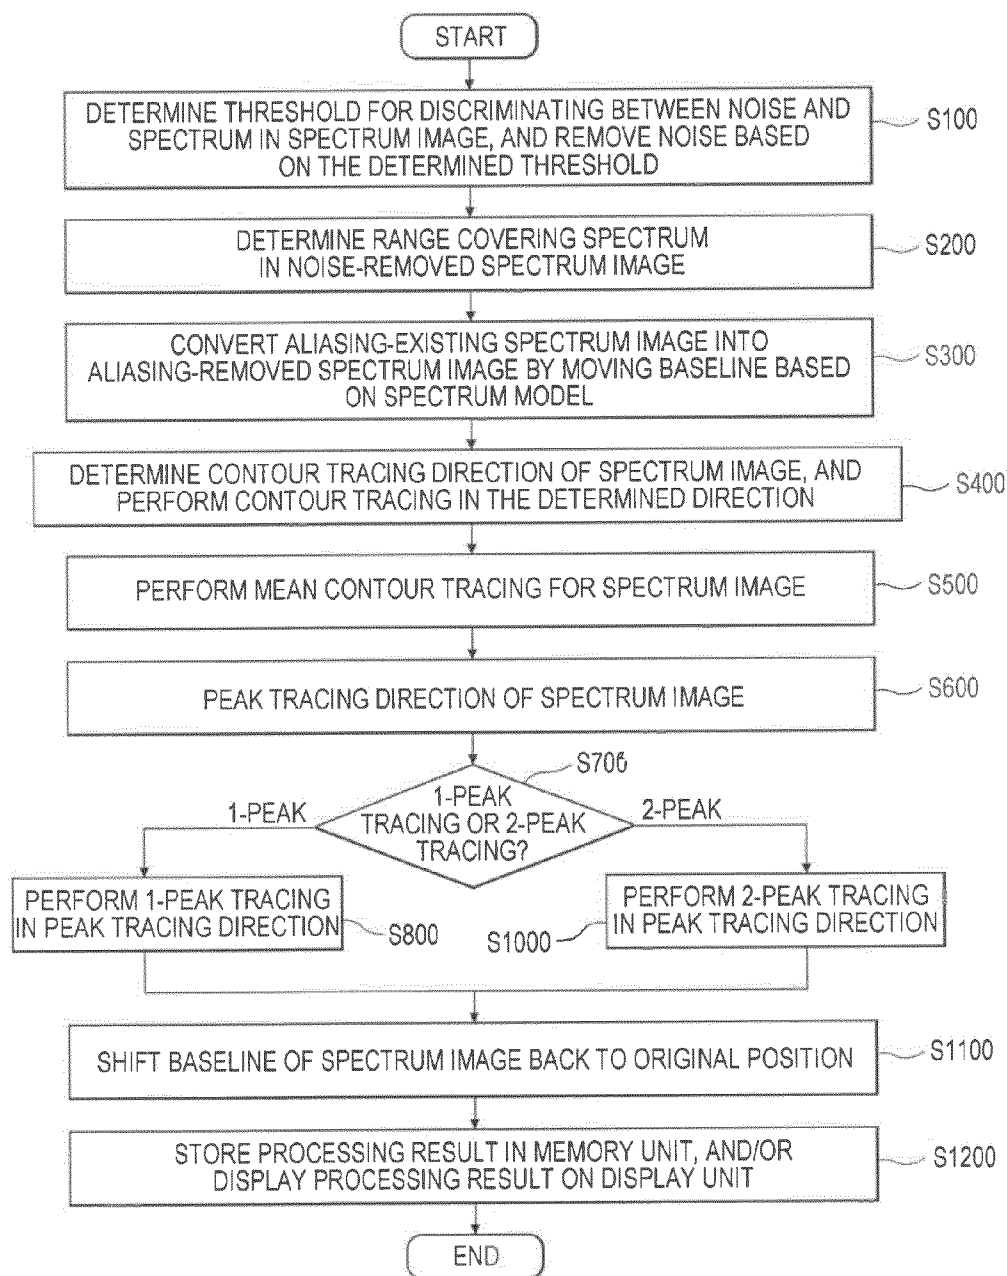 START
DETERMINE THRESHOLD FOR DISCRIMINATING BETWEEN NOISE AND
SPECTRUM IN SPECTRUM IMAGE, AND REMOVE NOISE BASED
ON THE DETERMINED THRESHOLD
S100
DETERMINE RANGE COVERING SPECTRUM
IN NOISE-REMOVED SPECTRUM IMAGE
S200
CONVERT ALIASING-EXISTING SPECTRUM IMAGE INTO
ALIASING-REMOVED SPECTRUM IMAGE BY MOVING BASELINE BASED
ON SPECTRUM MODEL
S300
DETERMINE CONTOUR TRACING DIRECTION OF SPECTRUM IMAGE, AND
PERFORM CONTOUR TRACING IN THE DETERMINED DIRECTION
S400
PERFORM MEAN CONTOUR TRACING FOR SPECTRUM IMAGE
S500
PEAK TRACING DIRECTION OF SPECTRUM IMAGE
S600
S700
1-PEAK
1-PEAK
TRACING OR 2-PEAK
TRACING?
2-PEAK
PERFORM 1-PEAK TRACING
IN PEAK TRACING DIRECTION
S800
PERFORM 2-PEAK TRACING
IN PEAK TRACING DIRECTION
S1000
SHIFT BASELINE OF SPECTRUM IMAGE BACK TO ORIGINAL POSITION
S1100
STORE PROCESSING RESULT IN MEMORY UNIT, AND/OR
DISPLAY PROCESSING RESULT ON DISPLAY UNIT
S1200
END